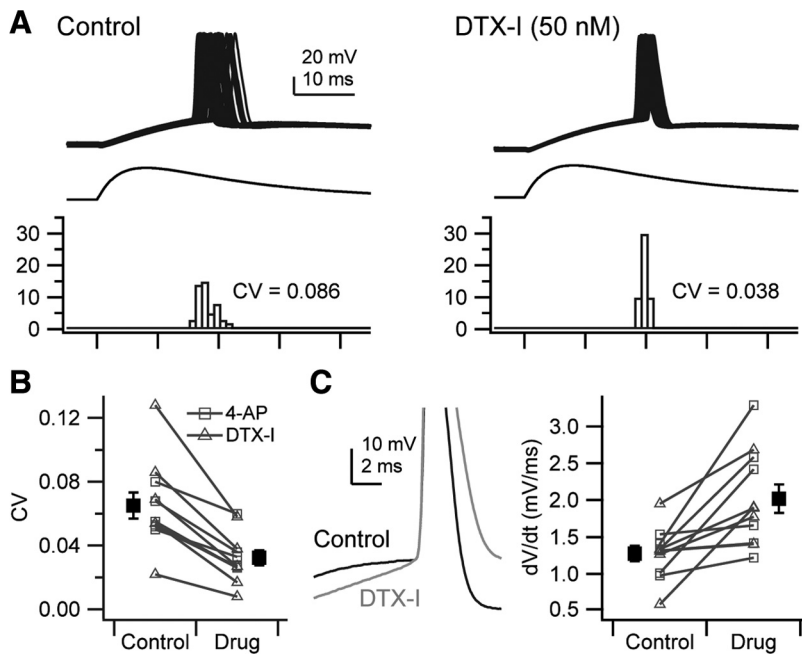 A Control
DTX-I (50 nM)
20 mV
10 ms
30
20
10
0
CV = 0.086
30
20
10
0
CV = 0.038
B
CV
0.12
0.08
0.04
0.00
4-AP
DTX-I
Control
Drug
C
10 mV
2 ms
Control
DTX-I
dV/dt (mV/ms)
3.0
2.5
2.0
1.5
1.0
0.5
Control
Drug